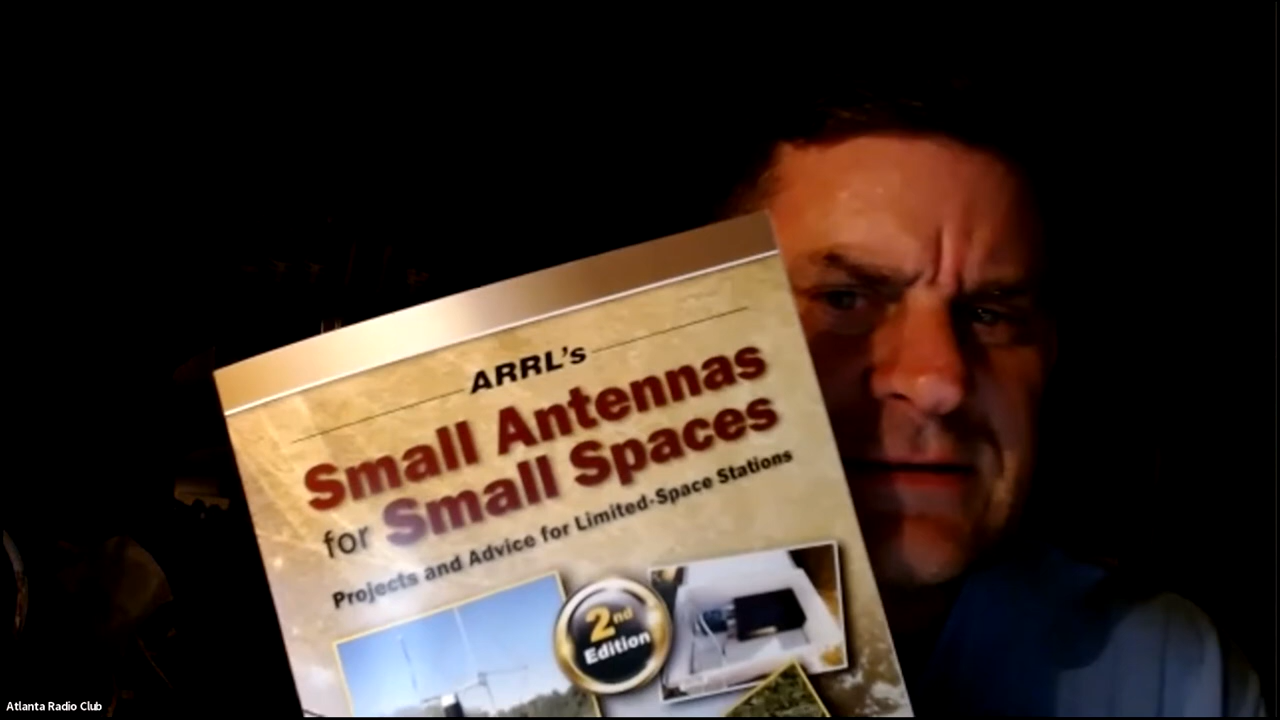 ARRL's
Small Antennas
for Small Spaces
Projects and Advice for Limited-Space Stations
2nd
Edition
Atlanta Radio Club